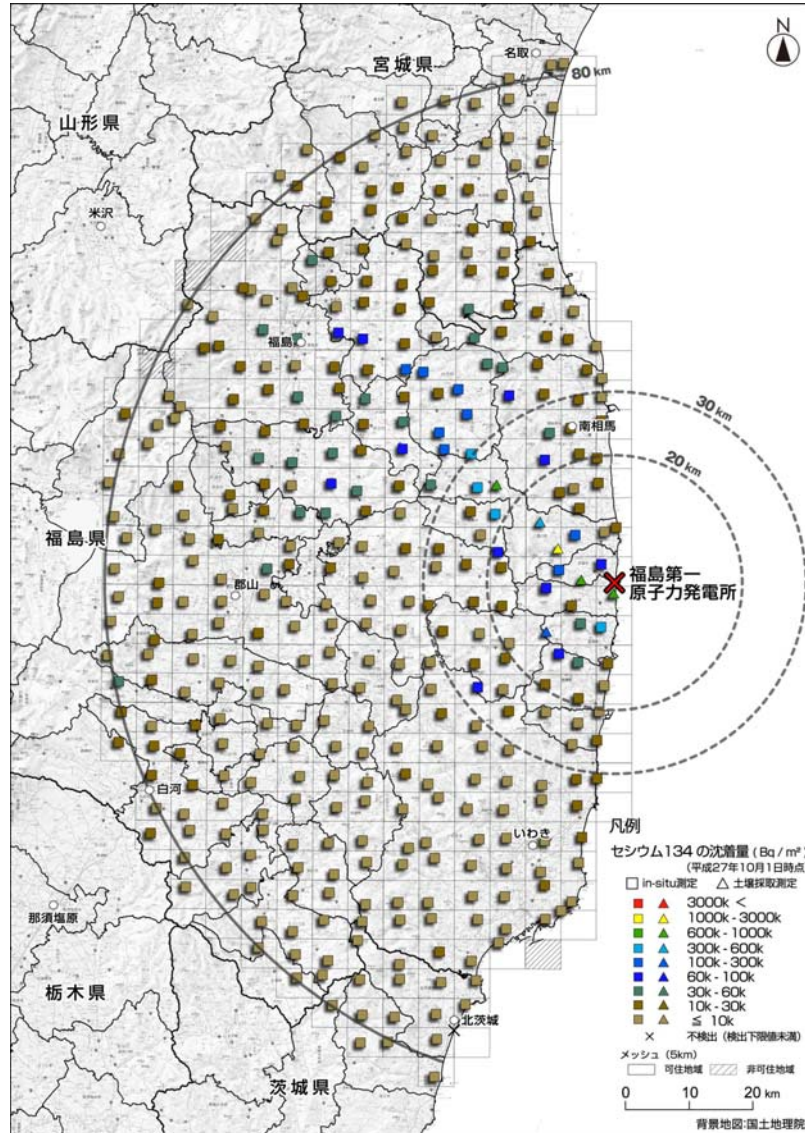 N
名取
宮城県
80 km
山形県
米沢
福島
30 km
南相馬
20 km
福島県
郡山
福島第一
原子力発電所
白河
凡例
いわき
セシウム134 の沈着量 ( Bq / m² )
(平成27年10月1日時点
in-situ測定 土壌採取測定
3000k <
1000k - 3000k
600k - 1000k
300k - 600k
100k - 300k
60k - 100k
30k - 60k
10k - 30k
≦ 10k
× 不検出（検出下限値未満）
メッシュ（5km）
可住地域 非可住地域
0 10 20 km
背景地図:国土地理院
那須塩原
栃木県
北茨城
茨城県